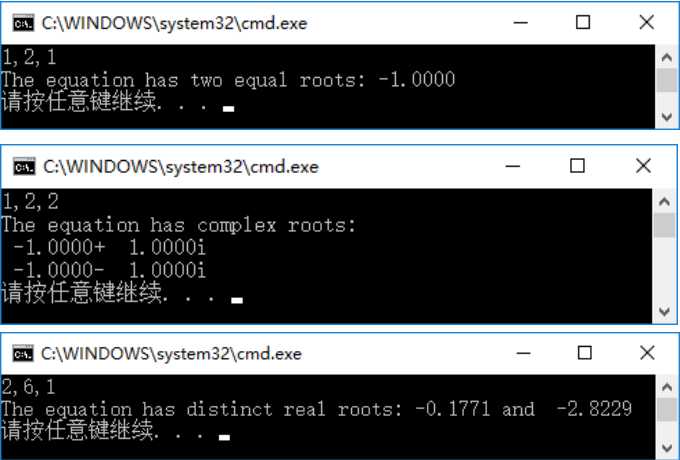 C:\WINDOWS\system32\cmd.exe
1,2,1
The equation has two equal roots: -1.0000
请按任意键继续. . .
C:\WINDOWS\system32\cmd.exe
1,2,2
The equation has complex roots:
-1.0000+  1.0000i
-1.0000-  1.0000i
请按任意键继续. . .
C:\WINDOWS\system32\cmd.exe
2,6,1
The equation has distinct real roots: -0.1771 and  -2.8229
请按任意键继续. . .